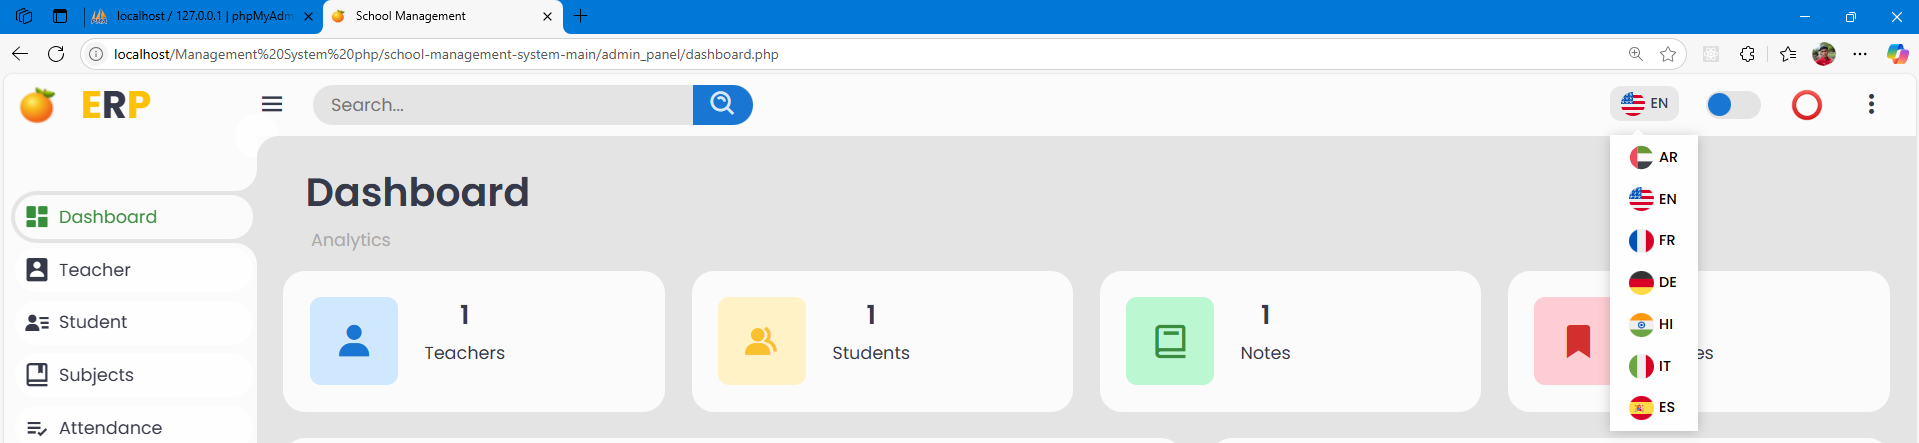 localhost / 127.0.0.1 | phpMyAdm
School Management
localhost/Management%20System%20php/school-management-system-main/admin_panel/dashboard.php
ERP
Search...
EN
AR
EN
FR
DE
HI
IT
ES
Dashboard
Analytics
Dashboard
Teacher
Student
Subjects
Attendance
1
Teachers
1
Students
1
Notes
es